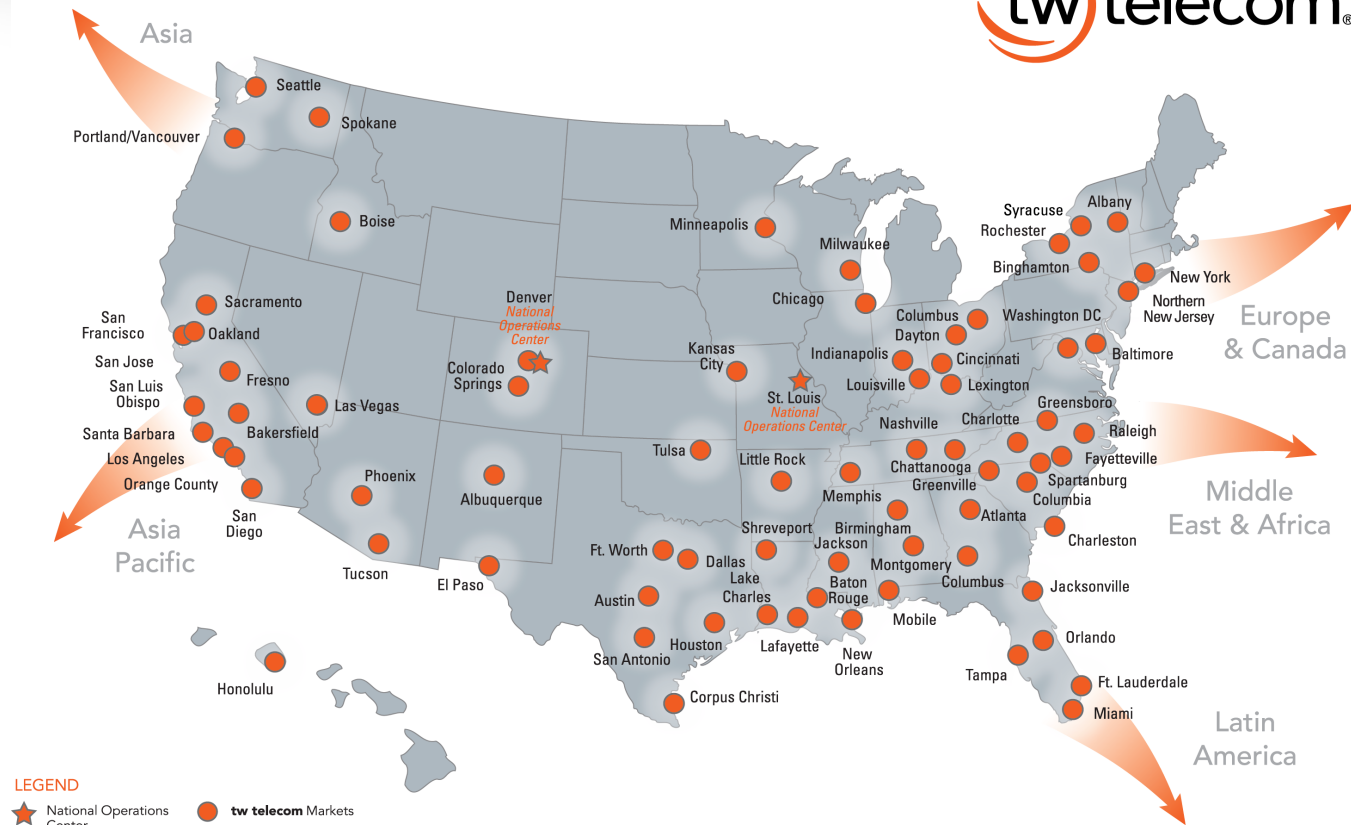 tw telecom®
Asia
Seattle
Spokane
Portland/Vancouver
Boise
Minneapolis
Milwaukee
Chicago
Syracuse
Rochester
Albany
Binghamton
New York
Northern
New Jersey
Europe
& Canada
Sacramento
San
Francisco
Oakland
San Jose
Fresno
San Luis
Obispo
Bakersfield
Santa Barbara
Los Angeles
Orange County
San
Diego
Las Vegas
Asia
Pacific
Denver
National
Operations
Center
Colorado
Springs
Kansas
City
St. Louis
National
Operations Center
Columbus
Dayton
Indianapolis
Cincinnati
Louisville
Lexington
Washington DC
Baltimore
Phoenix
Tucson
Albuquerque
El Paso
Tulsa
Little Rock
Memphis
Nashville
Chattanooga
Charlotte
Greensboro
Raleigh
Fayetteville
Greenville
Spartanburg
Columbia
Charleston
Middle
East & Africa
Shreveport
Birmingham
Jackson
Montgomery
Atlanta
Columbus
Ft. Worth
Dallas
Austin
San Antonio
Houston
Corpus Christi
Lake
Charles
Lafayette
Baton
Rouge
New
Orleans
Mobile
Jacksonville
Orlando
Tampa
Ft. Lauderdale
Miami
Latin
America
Honolulu
LEGEND
National Operations
Center
tw telecom Markets